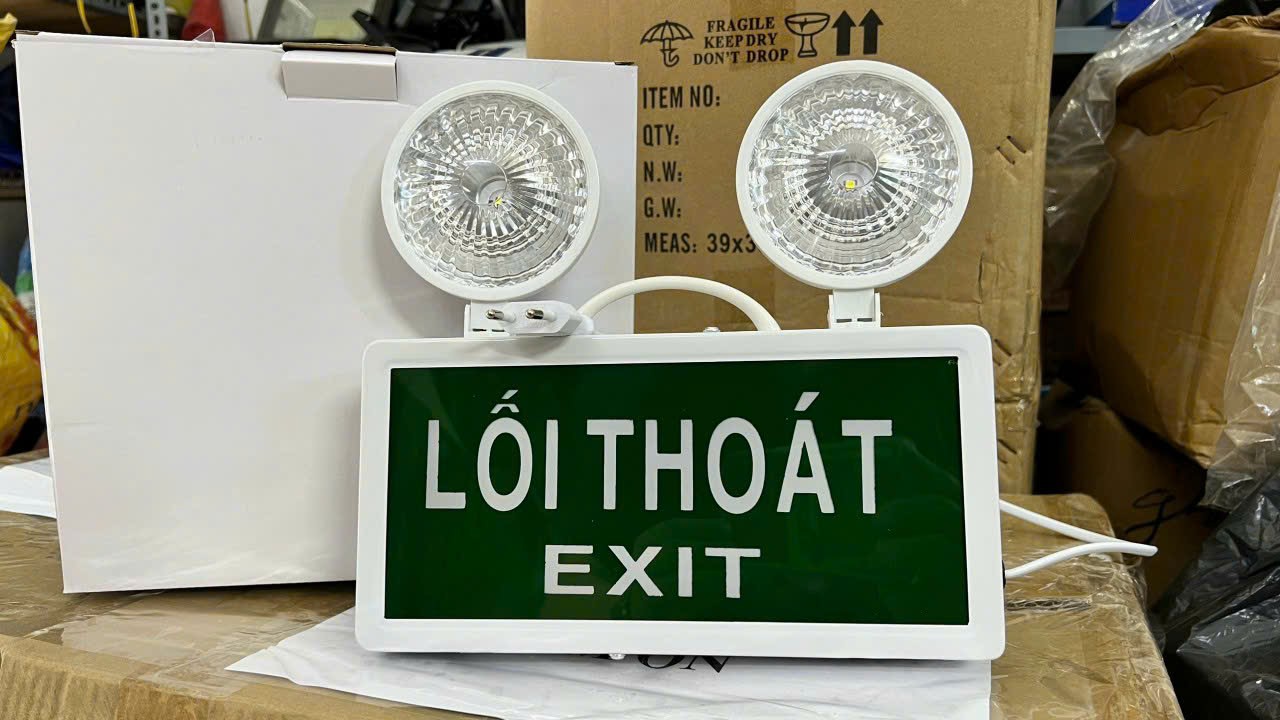 FRAGILE
KEEP DRY
DON'T DROP
ITEM NO:
QTY:
N.W:
G.W:
MEAS: 39x3
LỐI THOÁT
EXIT